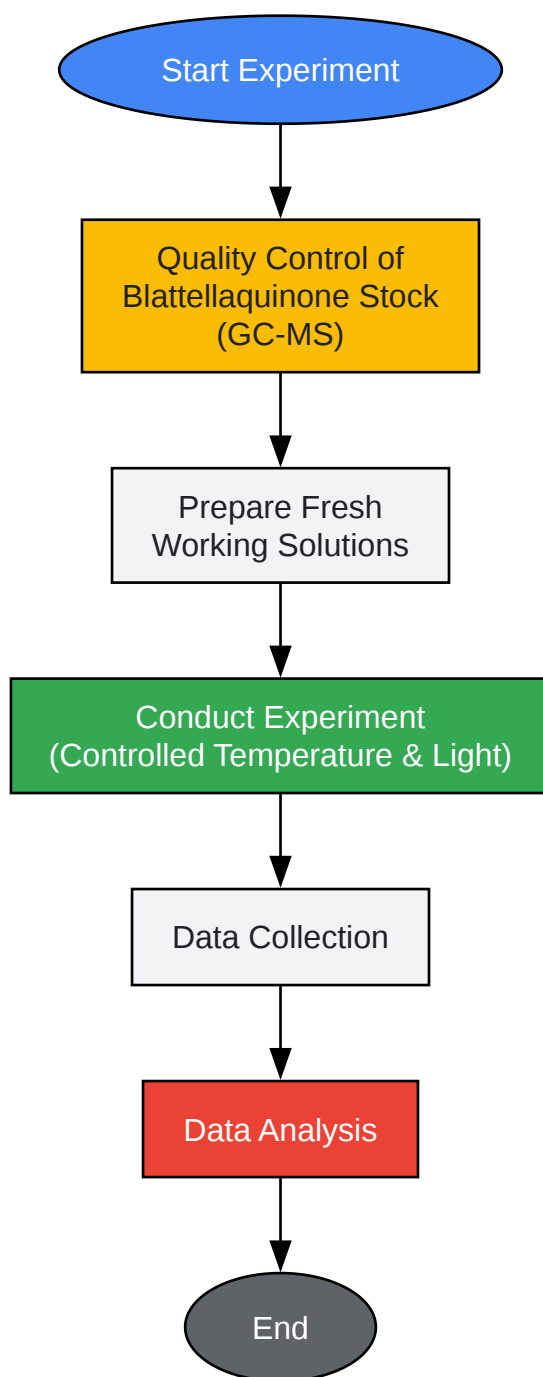 Start Experiment
Quality Control of
Blattellaquinone Stock
(GC-MS)
Prepare Fresh
Working Solutions
Conduct Experiment
(Controlled Temperature & Light)
Data Collection
Data Analysis
End